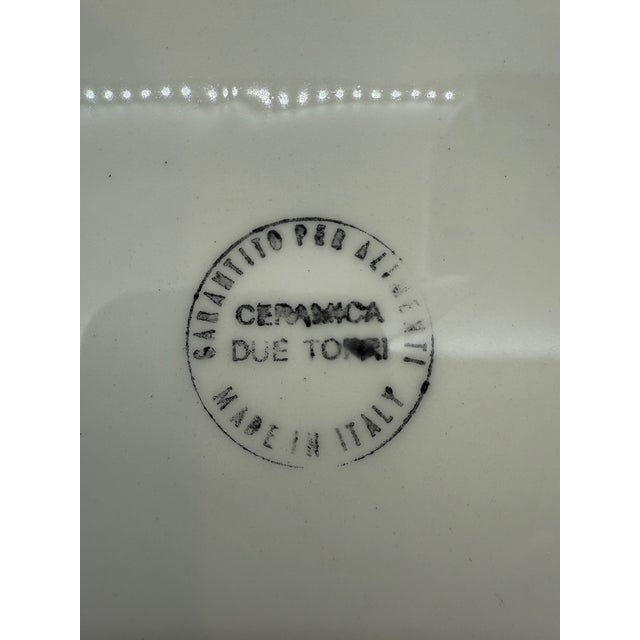 GARANTITO PER ALIMENTI
CERAMICA
DUE TORRI
MADE IN ITALY